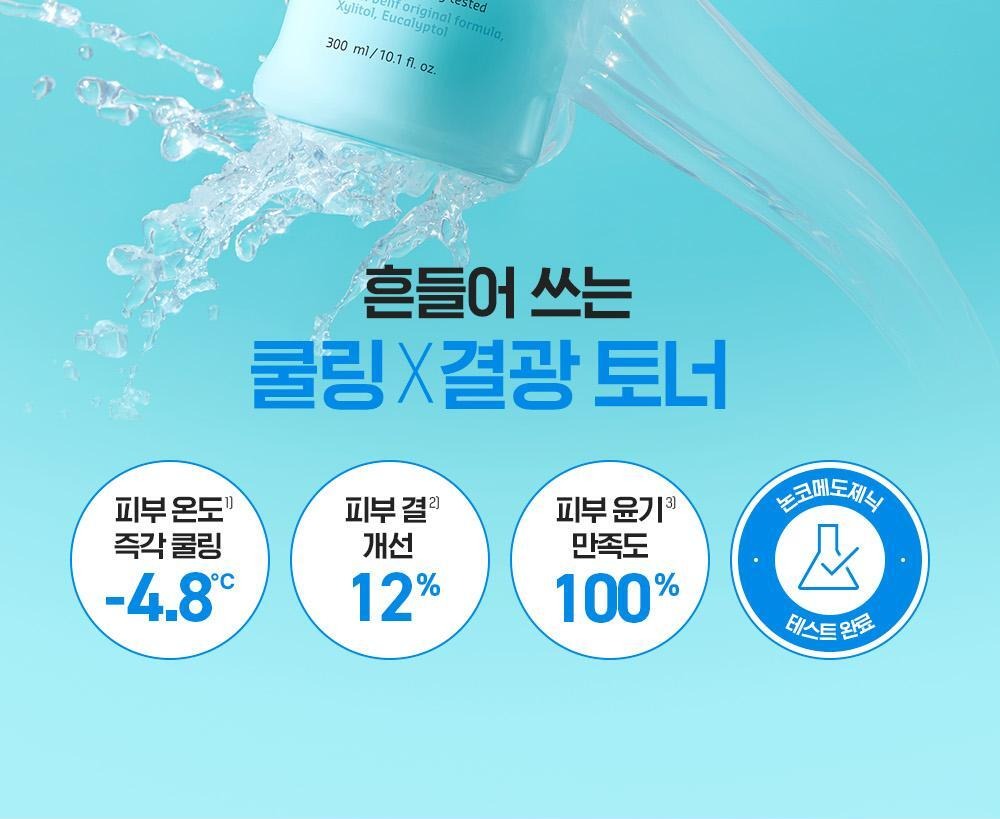 tested
belif original formula,
Xylitol, Eucalyptol
300 ml / 10.1 fl. oz.
흔들어 쓰는
쿨링X결광 토너
피부 온도1)
즉각 쿨링
-4.8°C
피부 결2)
개선
12%
피부 윤기3)
만족도
100%
논코메도제닉
테스트 완료